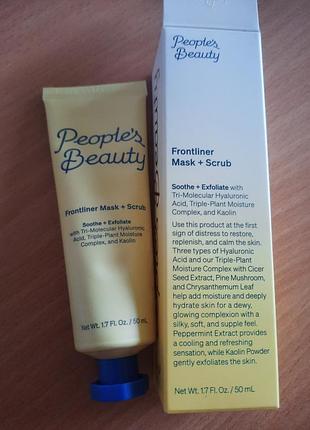 People's
Beauty
Frontliner Mask + Scrub
Soothe + Exfoliate
with Tri-Molecular Hyaluronic
Acid, Triple-Plant Moisture
Complex, and Kaolin
Net Wt. 1.7 Fl. Oz. / 50 mL
People's
Beauty
Frontliner
Mask + Scrub
Soothe + Exfoliate with
Tri-Molecular Hyaluronic
Acid, Triple-Plant Moisture
Complex, and Kaolin
Use this product at the first
sign of distress to restore,
replenish, and calm the skin.
Three types of Hyaluronic
Acid and our Triple-Plant
Moisture Complex with Cicer
Seed Extract, Pine Mushroom,
and Chrysanthemum Leaf
help add moisture and deeply
hydrate skin for a dewy,
glowing complexion with a
silky, soft, and supple feel.
Peppermint Extract provides
a cooling and refreshing
sensation, while Kaolin Powder
gently exfoliates the skin.
Net Wt. 1.7 Fl. Oz. / 50 mL